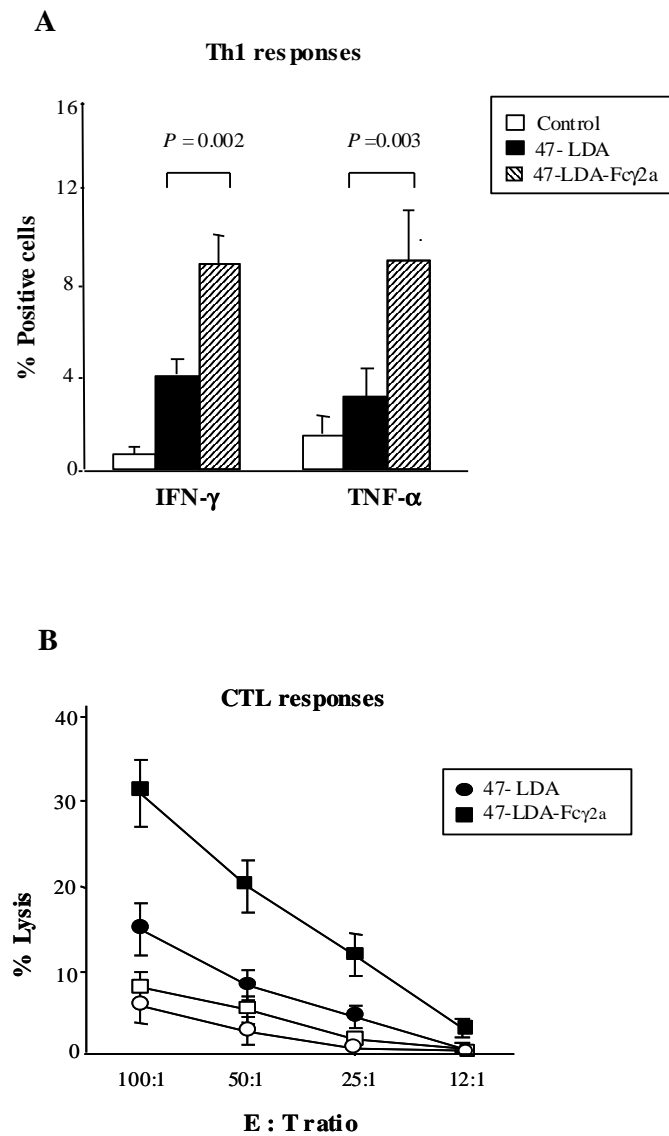 A
Th1 responses
16
12
8
4
0
% Positive cells
P = 0.002
P =0.003
Control
47- LDA
47-LDA-Fcγ2a
IFN-γ
TNF-α
B
CTL responses
40
30
20
10
0
% Lysis
47- LDA
47-LDA-Fcγ2a
100:1
50:1
25:1
12:1
E : T ratio